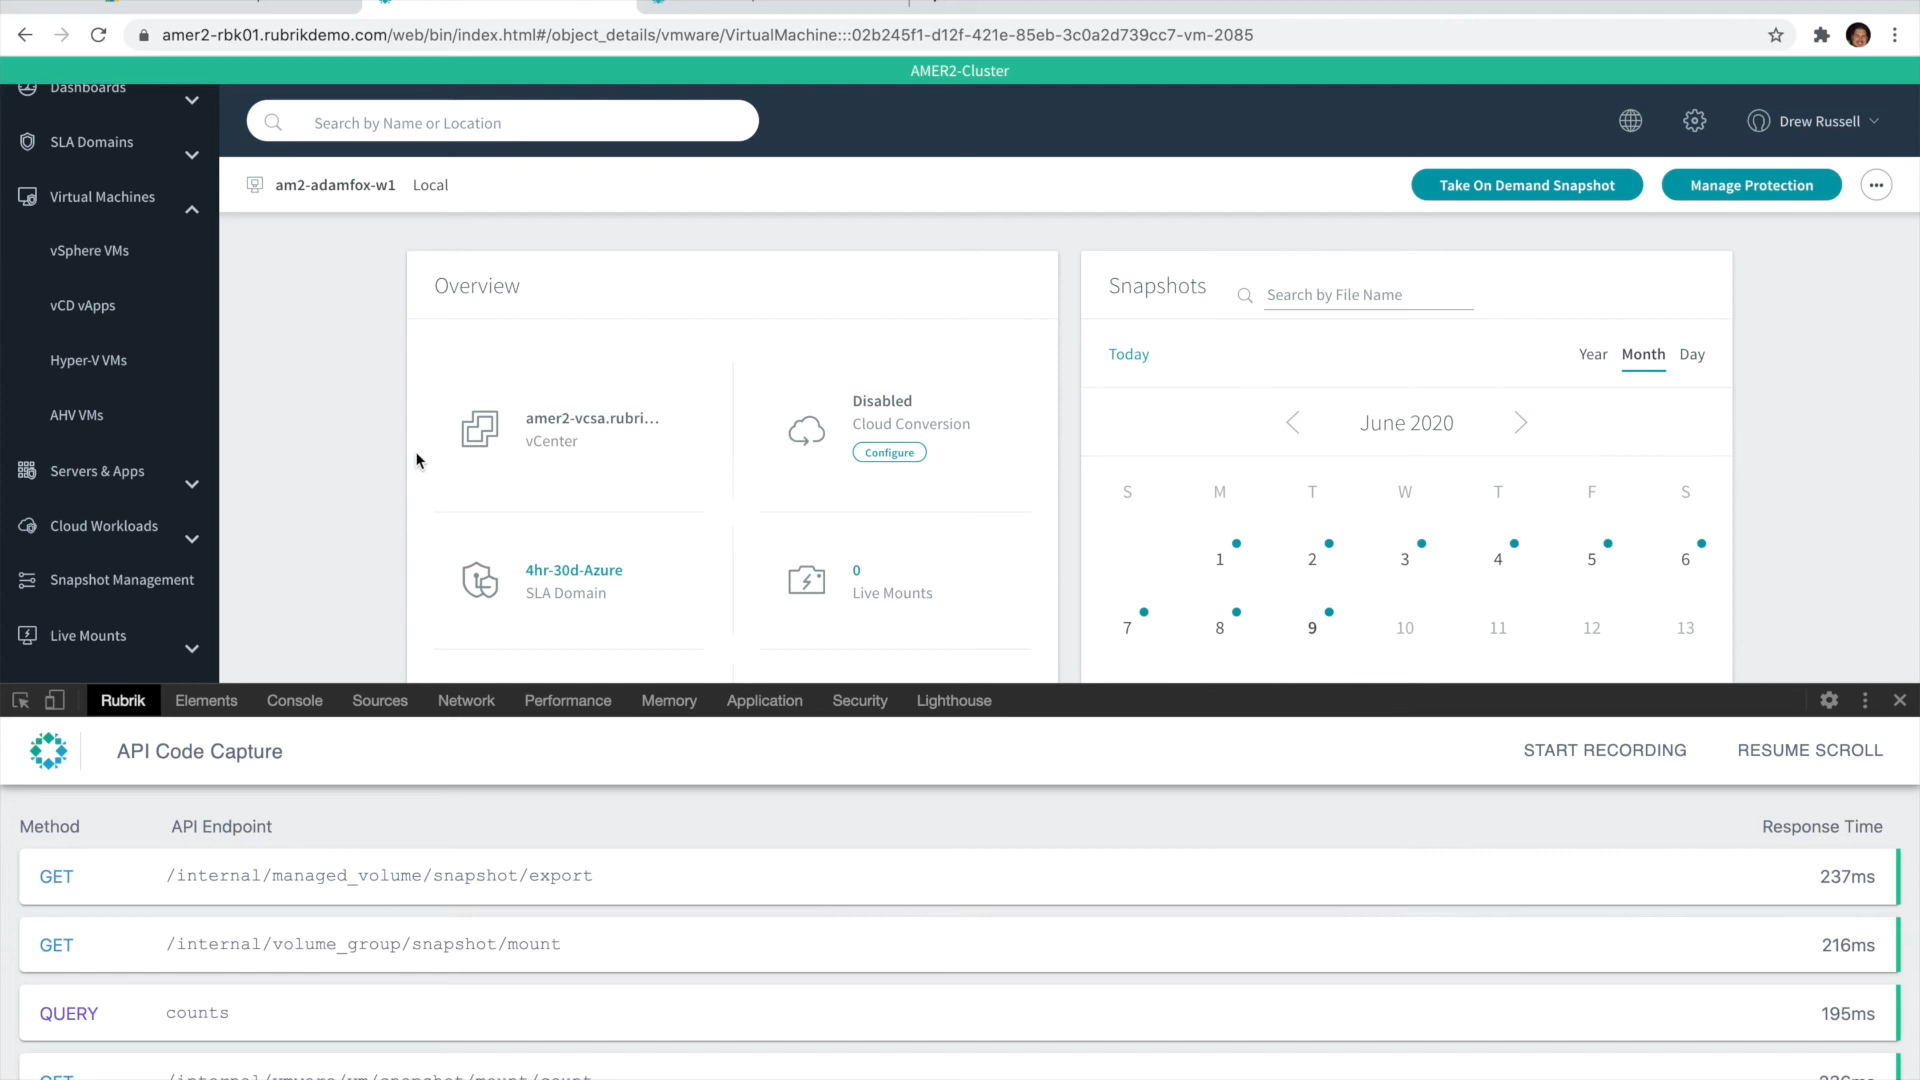 amer2-rbk01.rubrikdemo.com/web/bin/index.html#/object_details/vmware/VirtualMachine:::02b245f1-d12f-421e-85eb-3c0a2d739cc7-vm-2085
AMER2-Cluster
Dashboards
Search by Name or Location
Drew Russell
SLA Domains
am2-adamfox-w1 Local
Take On Demand Snapshot
Manage Protection
Virtual Machines
vSphere VMs
vCD vApps
Hyper-V VMs
AHV VMs
Servers & Apps
Cloud Workloads
Snapshot Management
Live Mounts
Overview
amer2-vcsa.rubri...
vCenter
Disabled
Cloud Conversion
Configure
4hr-30d-Azure
SLA Domain
0
Live Mounts
Snapshots
Search by File Name
Today
Year Month Day
June 2020
S M T W T F S
1 2 3 4 5 6
7 8 9 10 11 12 13
Rubrik Elements Console Sources Network Performance Memory Application Security Lighthouse
API Code Capture
START RECORDING RESUME SCROLL
Method API Endpoint Response Time
GET /internal/managed_volume/snapshot/export 237ms
GET /internal/volume_group/snapshot/mount 216ms
QUERY counts 195ms
GET /internal/vmware/vm/snapshot/mount/count